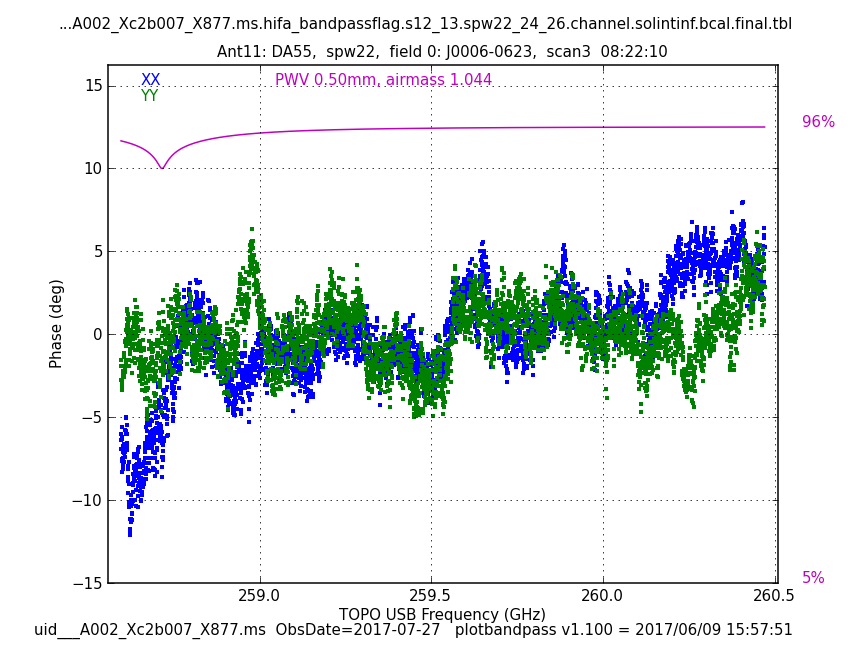 ...A002_Xc2b007_X877.ms.hifa_bandpassflag.s12_13.spw22_24_26.channel.solintinf.bcal.final.tbl
Ant11: DA55,  spw22,  field 0: J0006-0623,  scan3  08:22:10
XX
PWV 0.50mm, airmass 1.044
YY
15
10
5
0
−5
−10
−15
96%
5%
Phase (deg)
259.0
259.5
260.0
260.5
TOPO USB Frequency (GHz)
uid___A002_Xc2b007_X877.ms  ObsDate=2017-07-27   plotbandpass v1.100 = 2017/06/09 15:57:51